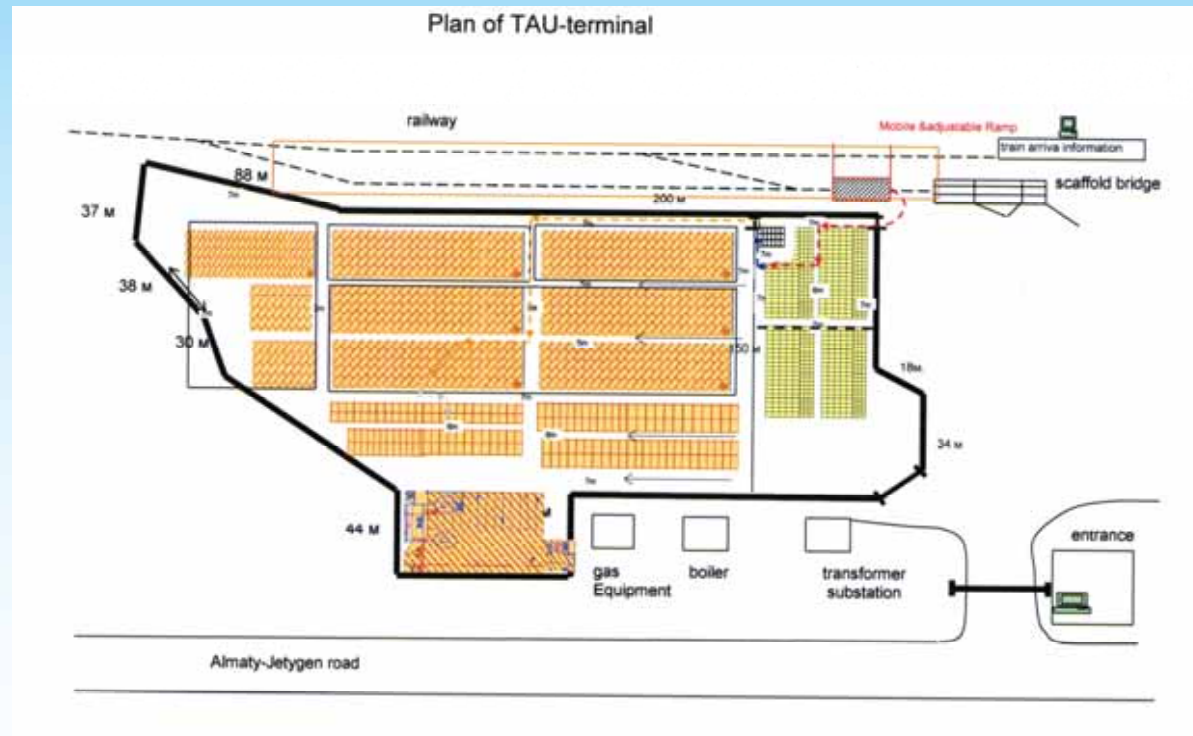 Plan of TAU-terminal
railway
Mobile &adjustable Ramp
train arriva information
scaffold bridge
88 м
200 м
37 м
38 м
30 м
150 м
18м.
34 м
44 м
gas
Equipment
boiler
transformer
substation
entrance
Almaty-Jetygen road